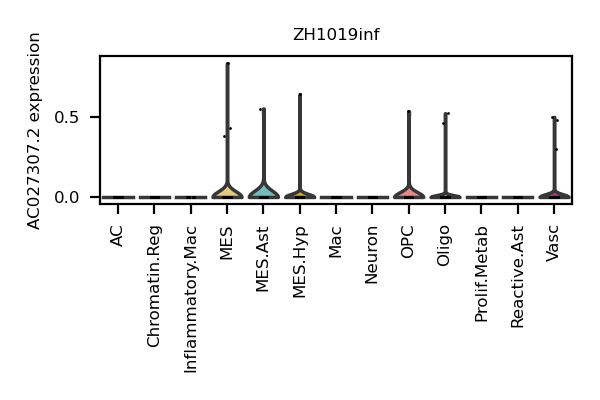 ZH1019inf
AC027307.2 expression
0.5
0.0
AC
Chromatin.Reg
Inflammatory.Mac
MES
MES.Ast
MES.Hyp
Mac
Neuron
OPC
Oligo
Prolif.Metab
Reactive.Ast
Vasc